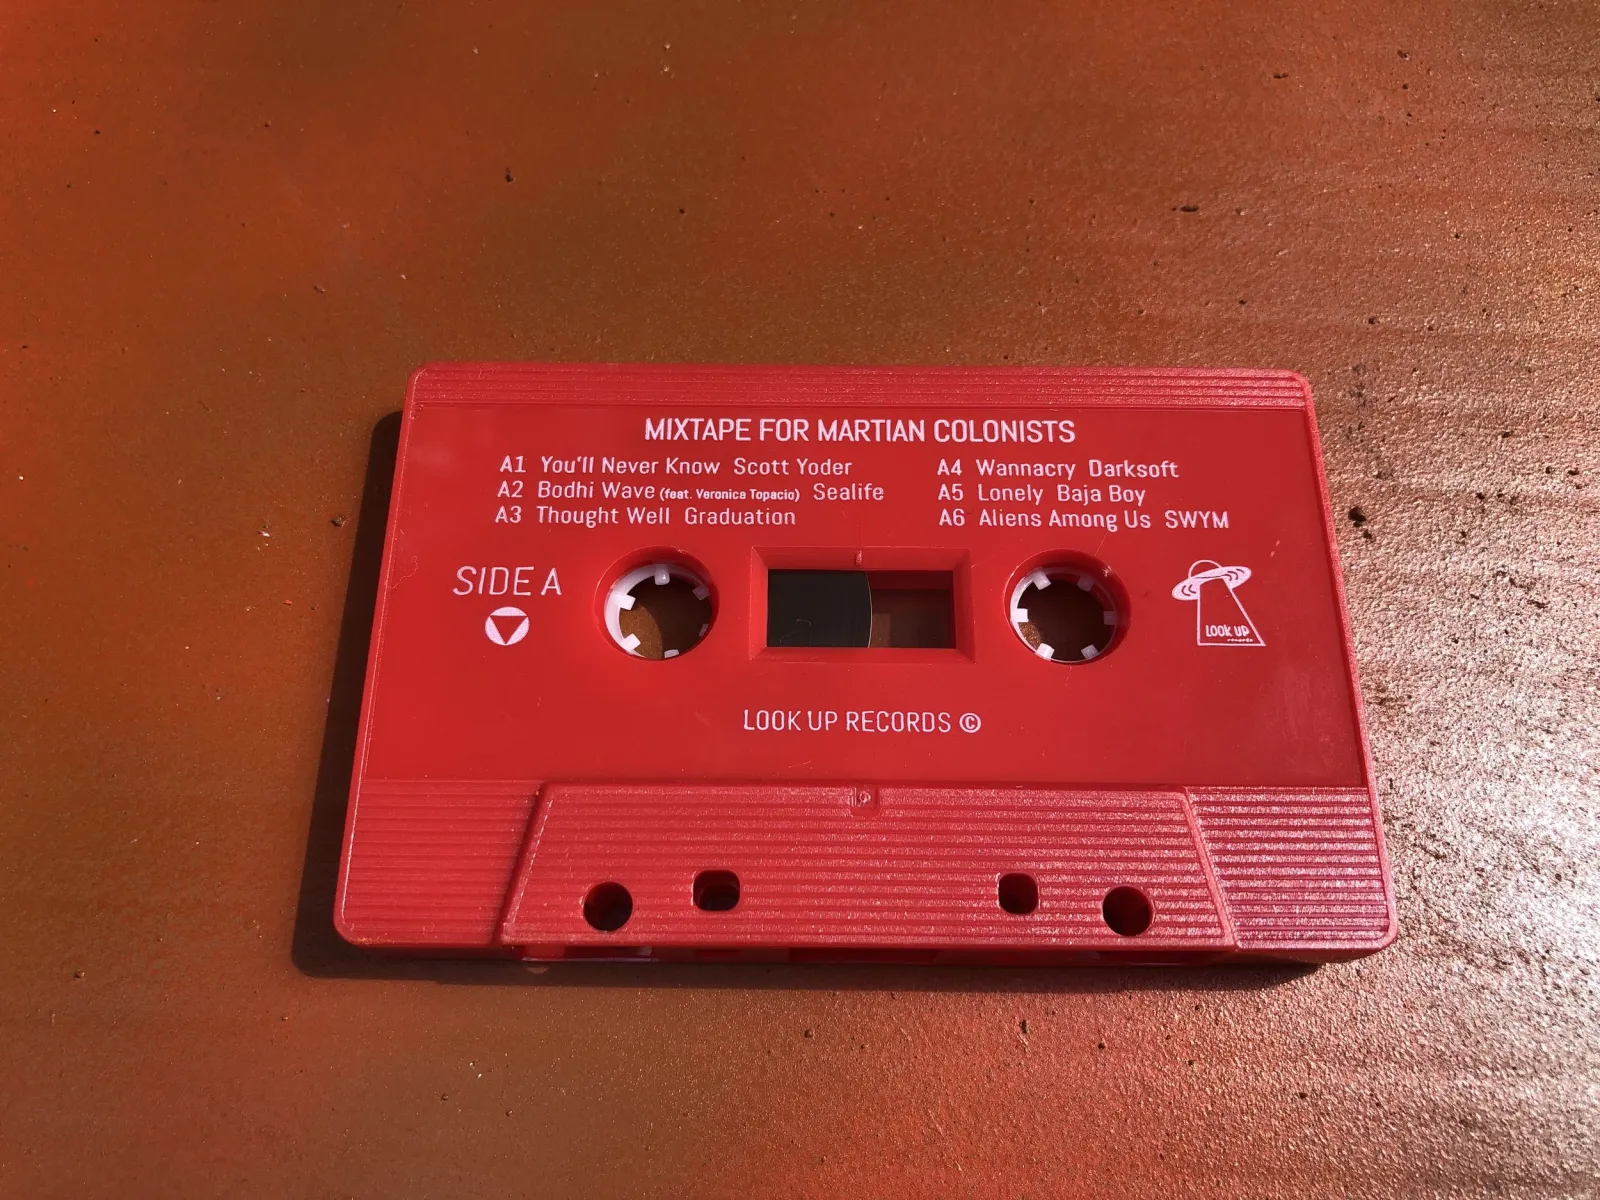 MIXTAPE FOR MARTIAN COLONISTS
A1 You'll Never Know Scott Yoder
A2 Bodhi Wave (feat. Veronica Topacio) Sealife
A3 Thought Well Graduation
A4 Wannacry Darksoft
A5 Lonely Baja Boy
A6 Aliens Among Us SWYM
SIDE A
LOOK UP
records
LOOK UP RECORDS ©